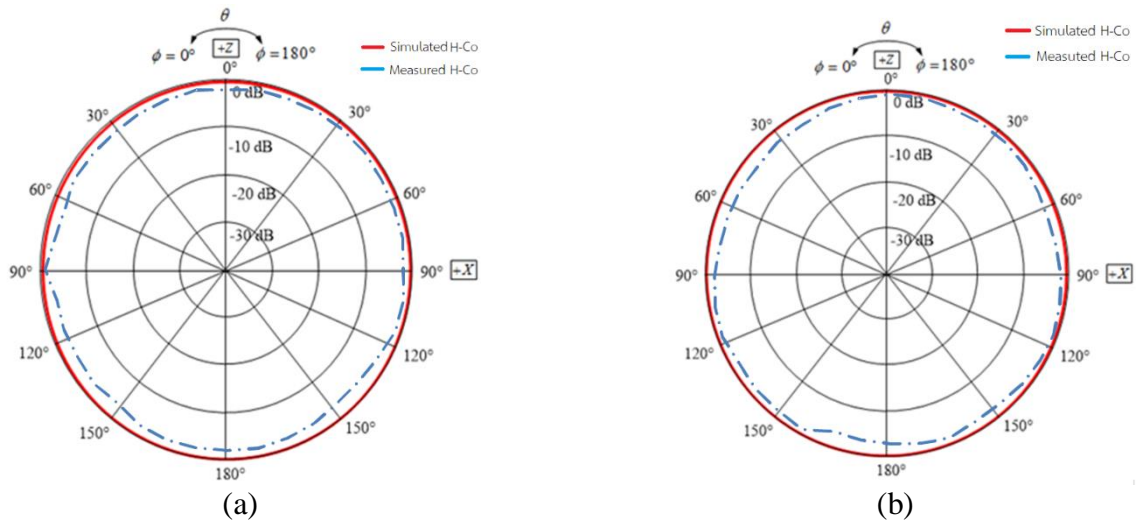 θ
ϕ = 0° +Z ϕ = 180°
0°
Simulated H-Co
Measured H-Co
0 dB
30° 30°
-10 dB
60° 60°
-20 dB
-30 dB
90° 90° +X
120° 120°
150° 150°
180°
(a)
θ
ϕ = 0° +Z ϕ = 180°
0°
Simulated H-Co
Measuted H-Co
0 dB
30° 30°
-10 dB
60° 60°
-20 dB
-30 dB
90° 90° +X
120° 120°
150° 150°
180°
(b)